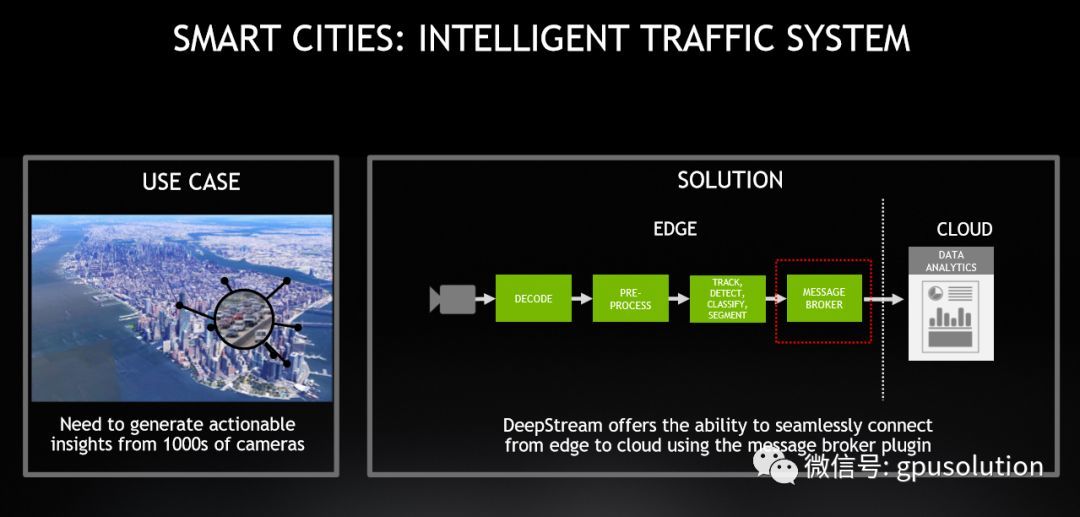 SMART CITIES: INTELLIGENT TRAFFIC SYSTEM
USE CASE
Need to generate actionable
insights from 1000s of cameras
SOLUTION
EDGE
CLOUD
DECODE
PRE-
PROCESS
TRACK,
DETECT,
CLASSIFY,
SEGMENT
MESSAGE
BROKER
DATA
ANALYTICS
DeepStream offers the ability to seamlessly connect
from edge to cloud using the message broker plugin
微信号: gpusolution